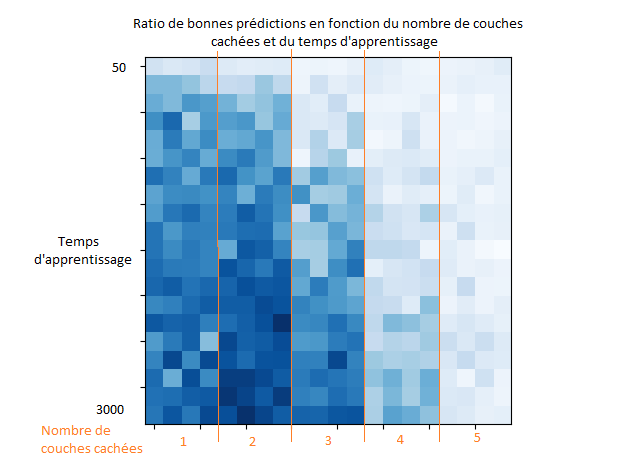 Ratio de bonnes prédictions en fonction du nombre de couches
cachées et du temps d'apprentissage
50
Temps
d'apprentissage
3000
Nombre de
couches cachées
1 2 3 4 5